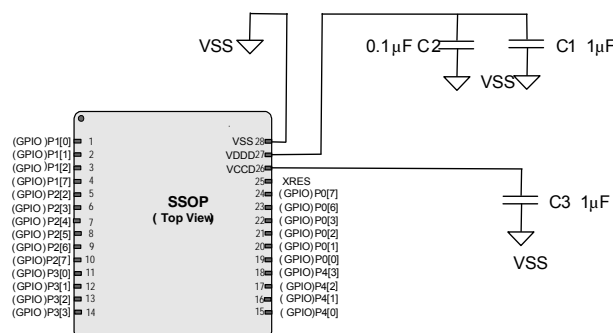 VSS
0.1µF C2
C1 1µF
VSS
(GPIO )P1[0] 1
(GPIO)P1[1] 2
(GPIO )P1[2] 3
(GPIO)P1[7] 4
(GPIO)P2[2] 5
(GPIO )P2[3] 6
(GPIO )P2[4] 7
(GPIO)P2[5] 8
(GPIO )P2[6] 9
(GPIO)P2[7] 10
(GPIO)P3[0] 11
(GPIO)P3[1] 12
(GPIO)P3[2] 13
(GPIO)P3[3] 14
SSOP
( Top View)
VSS 28
VDDD 27
VCCD 26
25 XRES
24 (GPIO) P0[7]
23 (GPIO) P0[6]
22 (GPIO) P0[3]
21 (GPIO) P0[2]
20 (GPIO) P0[1]
19 (GPIO) P0[0]
18 (GPIO) P4[3]
17 ( GPIO)P4[2]
16 ( GPIO)P4[1]
15 ( GPIO)P4[0]
C3 1µF
VSS